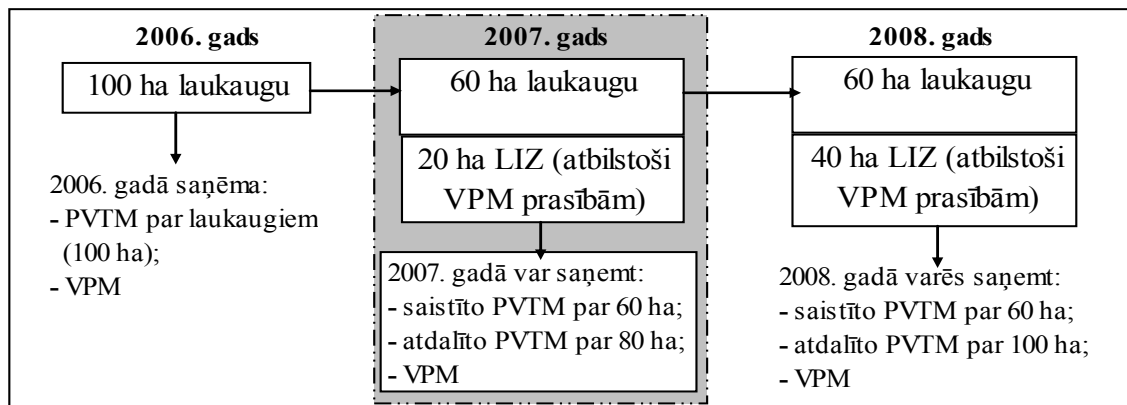 2006. gads
100 ha laukaugu
2006. gadā saņēma:
- PVTM par laukaugiem
(100 ha);
- VPM
2007. gads
60 ha laukaugu
20 ha LIZ (atbilstoši
VPM prasībām)
2007. gadā var saņemt:
- saistīto PVTM par 60 ha;
- atdalīto PVTM par 80 ha;
- VPM
2008. gads
60 ha laukaugu
40 ha LIZ (atbilstoši
VPM prasībām)
2008. gadā varēs saņemt:
- saistīto PVTM par 60 ha;
- atdalīto PVTM par 100 ha;
- VPM